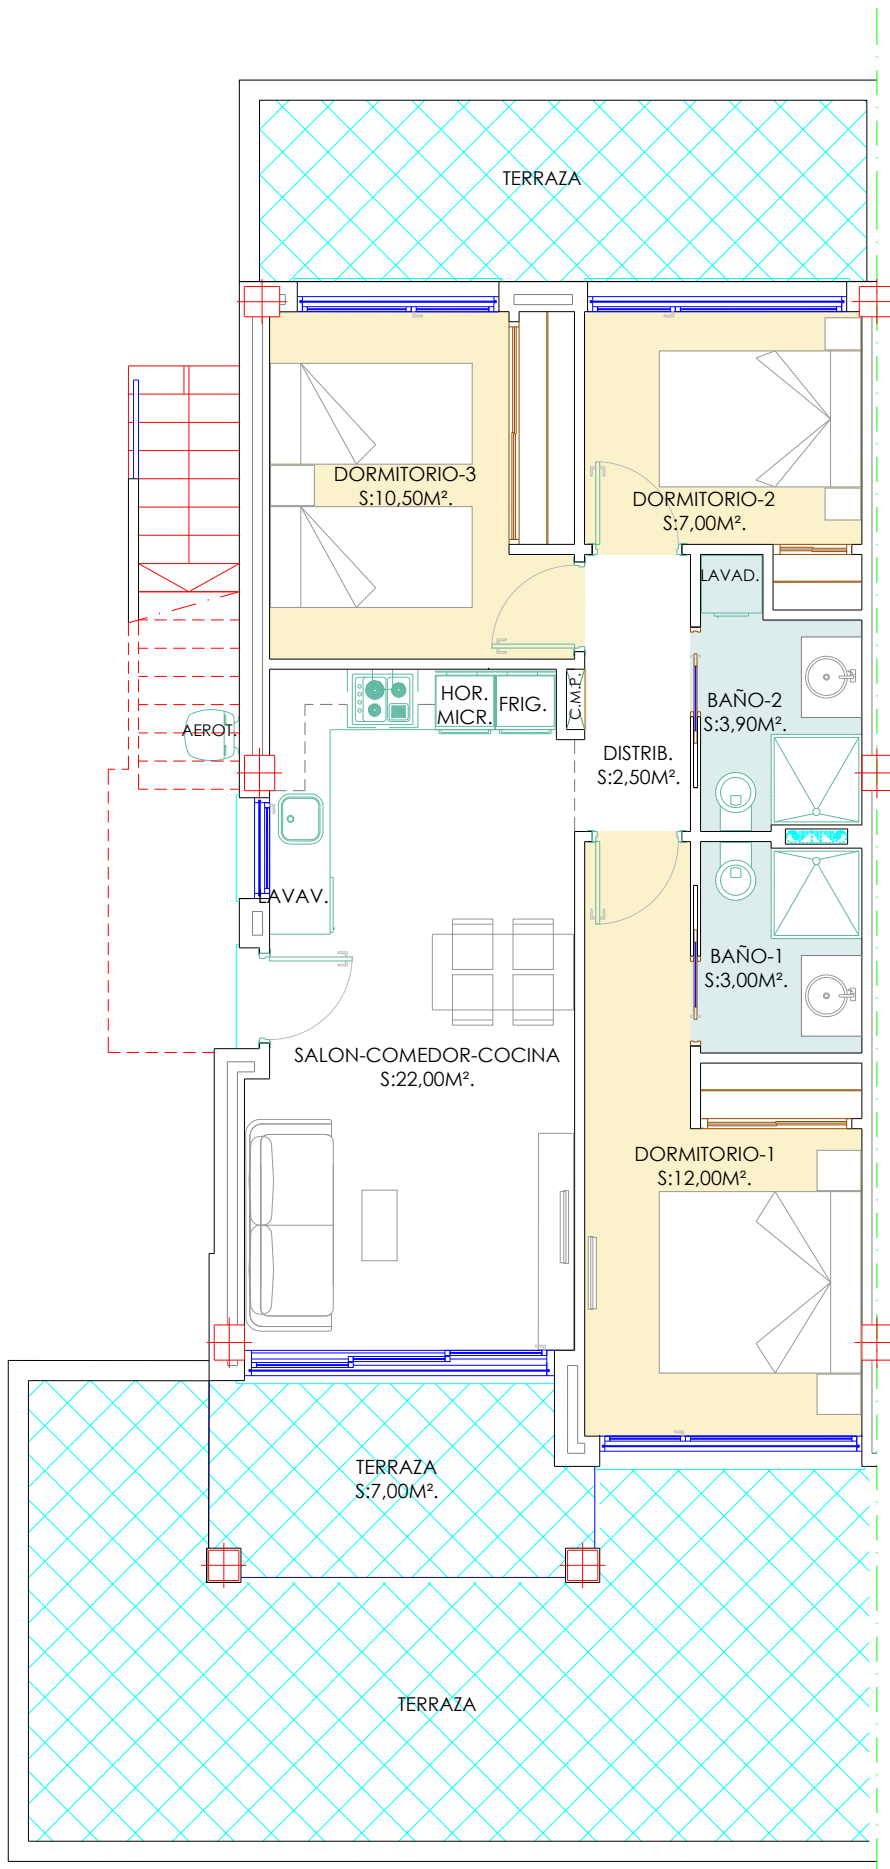 TERRAZA
DORMITORIO-3
S:10,50M².
DORMITORIO-2
S:7,00M².
LAVAD.
HOR.
MICR.
FRIG.
C.M.P.
BAÑO-2
S:3,90M².
AEROT.
DISTRIB.
S:2,50M².
LAVAV.
BAÑO-1
S:3,00M².
SALON-COMEDOR-COCINA
S:22,00M².
DORMITORIO-1
S:12,00M².
TERRAZA
S:7,00M².
TERRAZA